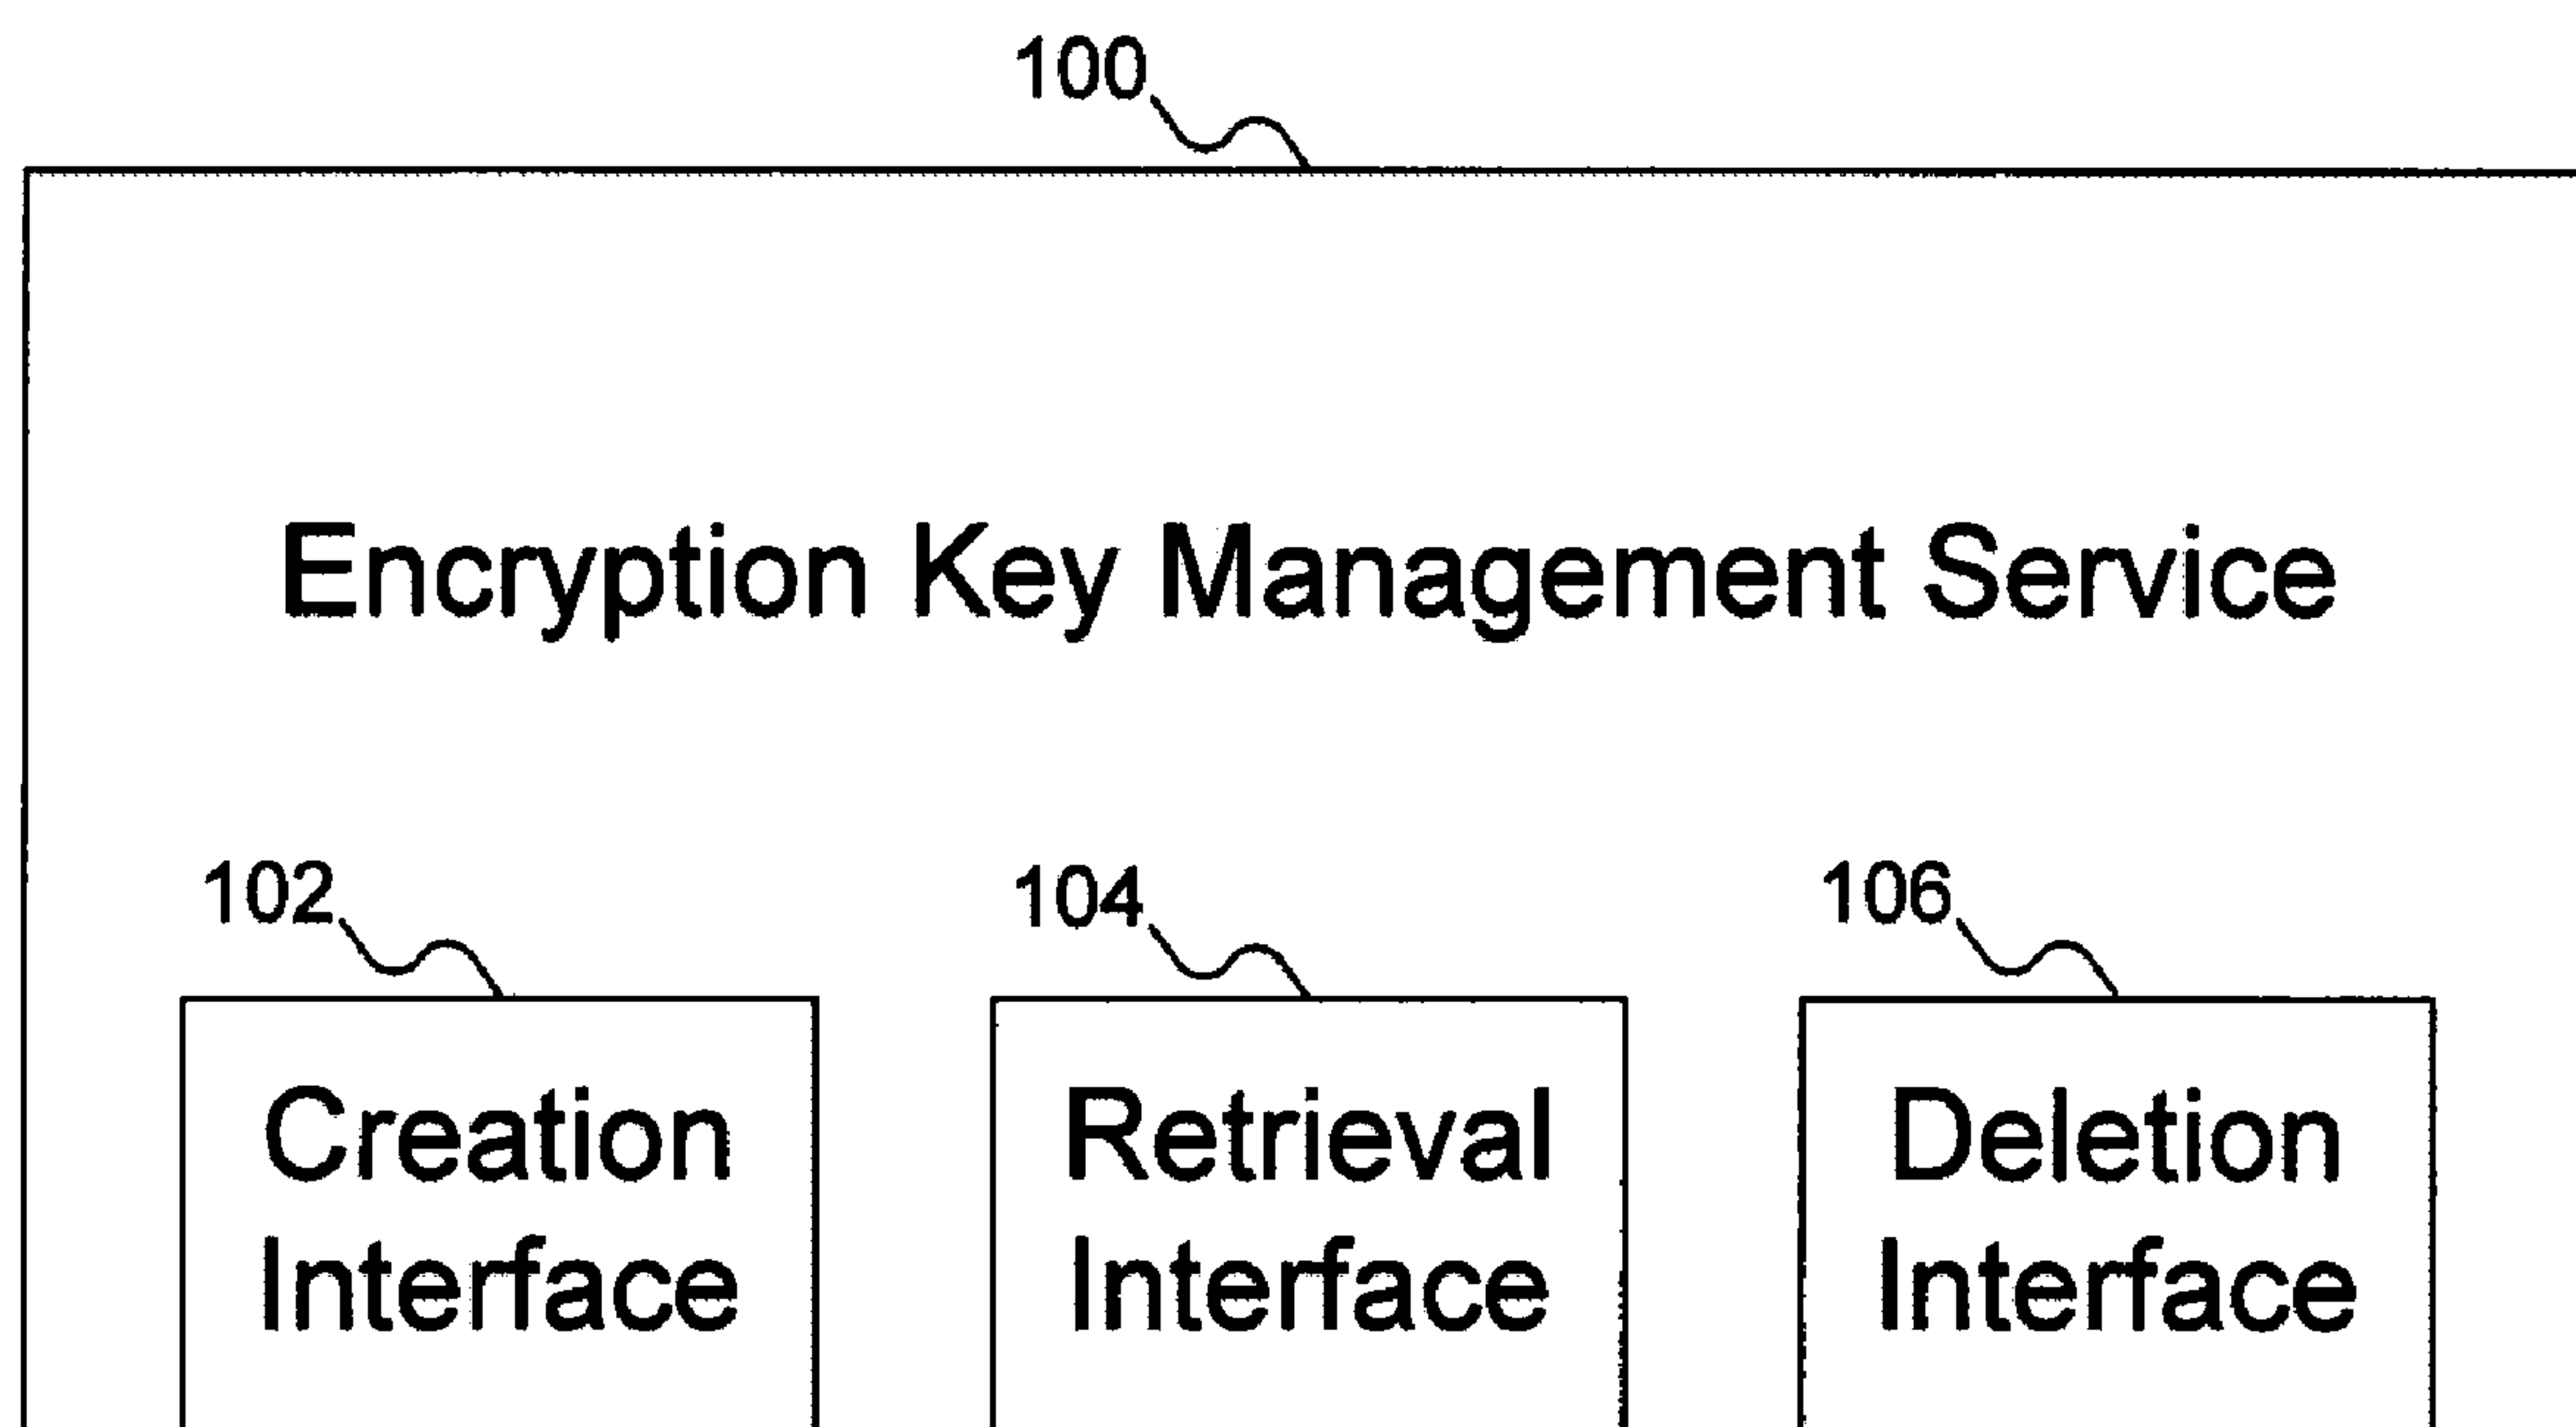 100
Encryption Key Management Service
102
104
106
Creation
Interface
Retrieval
Interface
Deletion
Interface